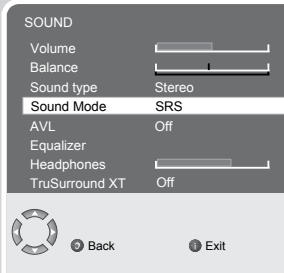 SOUND
Volume
Balance
Sound type Stereo
Sound Mode SRS
AVL Off
Equalizer
Headphones
TruSurround XT Off
Back Exit